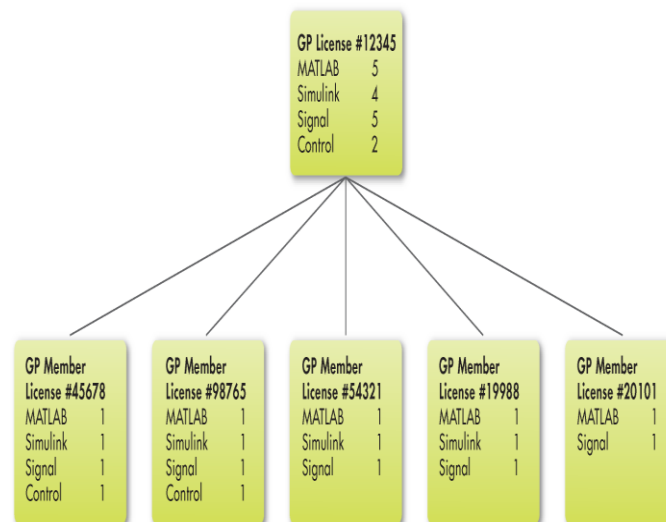 GP License #12345
MATLAB 5
Simulink 4
Signal 5
Control 2
GP Member
License #45678
MATLAB 1
Simulink 1
Signal 1
Control 1
GP Member
License #98765
MATLAB 1
Simulink 1
Signal 1
Control 1
GP Member
License #54321
MATLAB 1
Simulink 1
Signal 1
GP Member
License #19988
MATLAB 1
Simulink 1
Signal 1
GP Member
License #20101
MATLAB 1
Signal 1